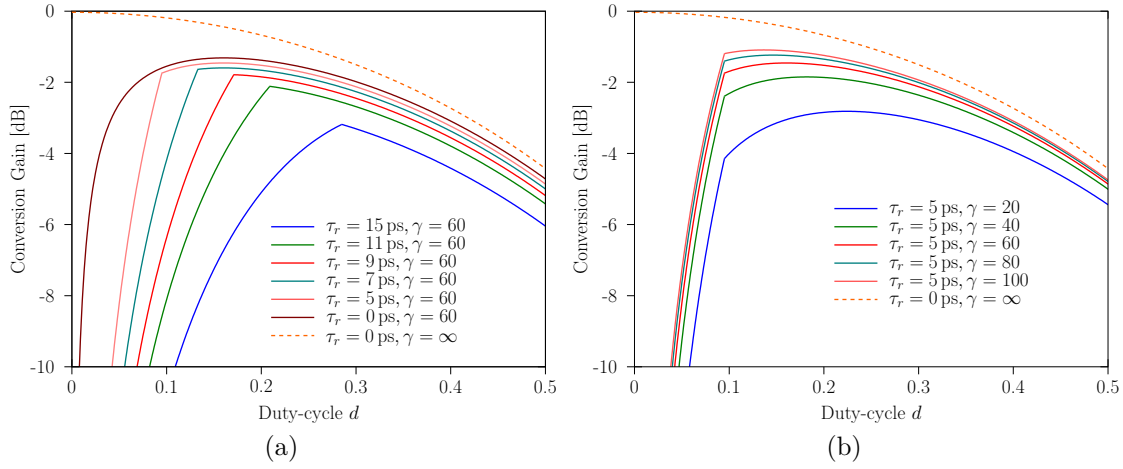 0
-2
-4
-6
-8
-10
Conversion Gain [dB]
τr = 15 ps, γ = 60
τr = 11 ps, γ = 60
τr = 9 ps, γ = 60
τr = 7 ps, γ = 60
τr = 5 ps, γ = 60
τr = 0 ps, γ = 60
τr = 0 ps, γ = ∞
0 0.1 0.2 0.3 0.4 0.5
Duty-cycle d
(a)
0
-2
-4
-6
-8
-10
Conversion Gain [dB]
τr = 5 ps, γ = 20
τr = 5 ps, γ = 40
τr = 5 ps, γ = 60
τr = 5 ps, γ = 80
τr = 5 ps, γ = 100
τr = 0 ps, γ = ∞
0 0.1 0.2 0.3 0.4 0.5
Duty-cycle d
(b)